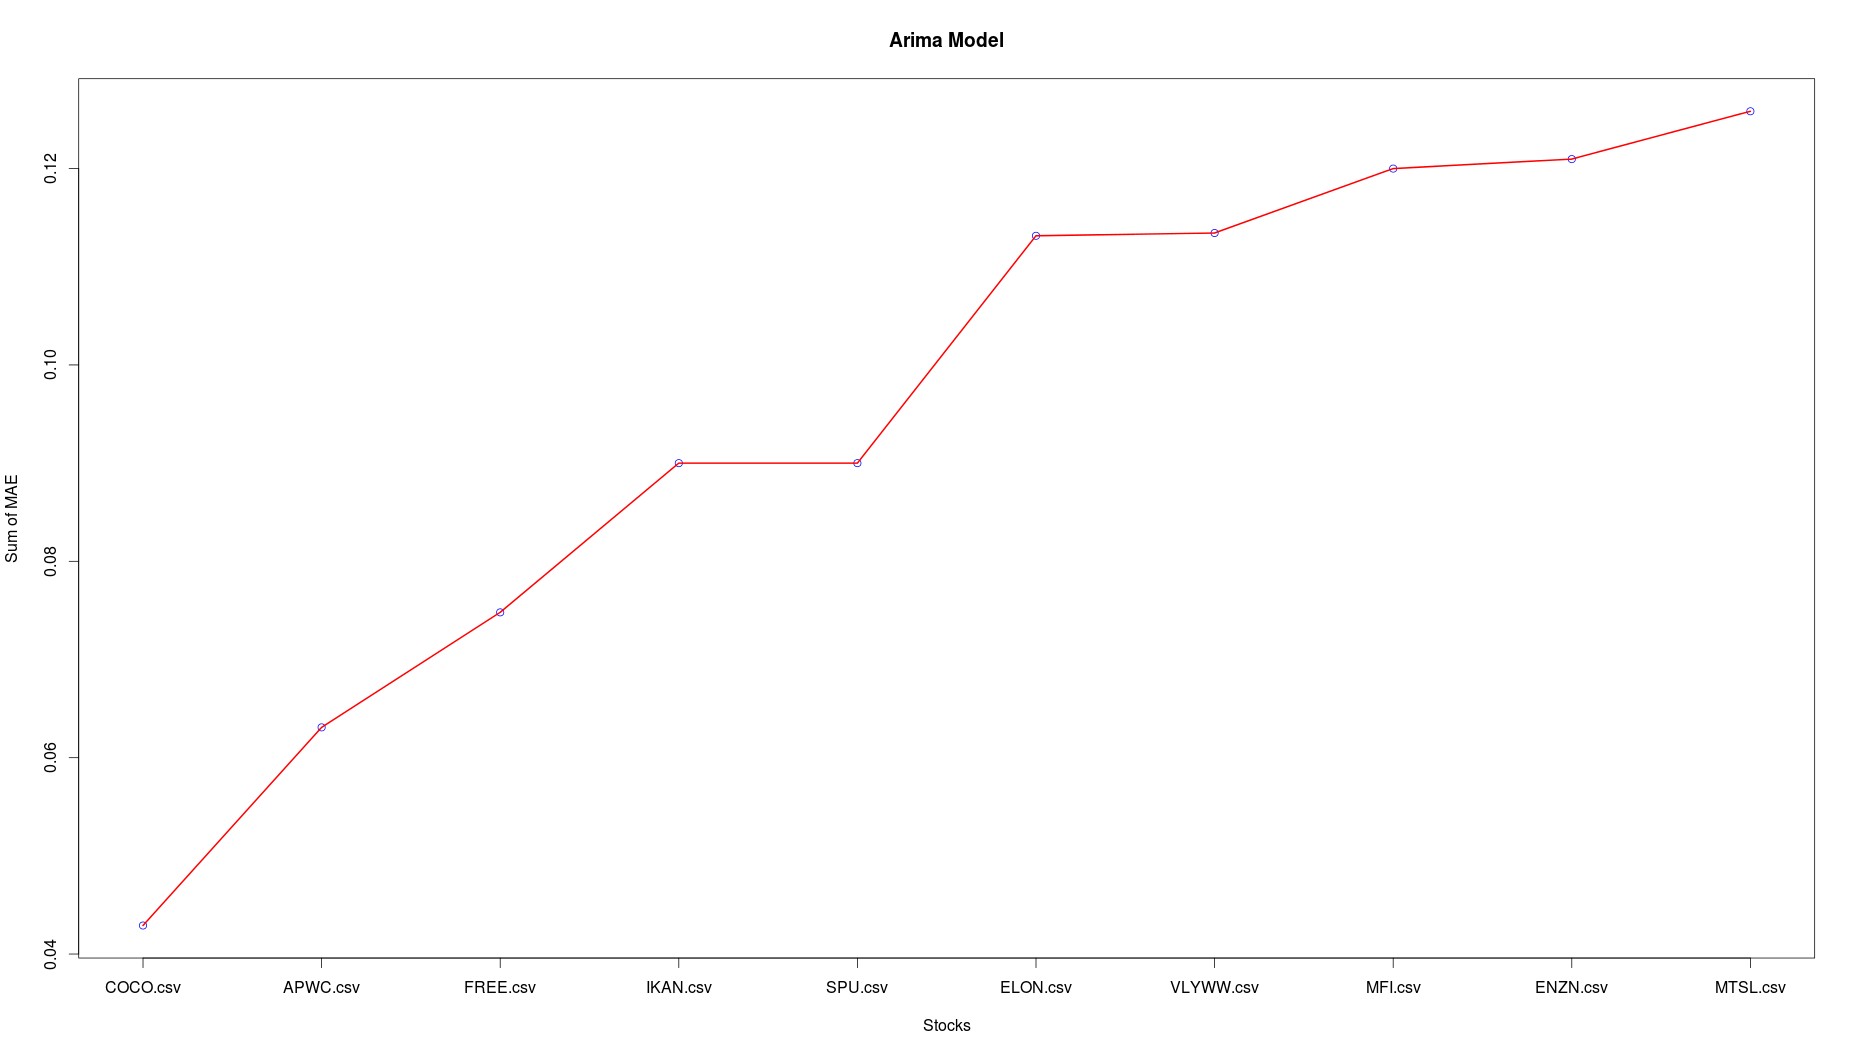 Arima Model
Sum of MAE
0.12
0.10
0.08
0.06
0.04
COCO.csv APWC.csv FREE.csv IKAN.csv SPU.csv ELON.csv VLYWW.csv MFI.csv ENZN.csv MTSL.csv
Stocks